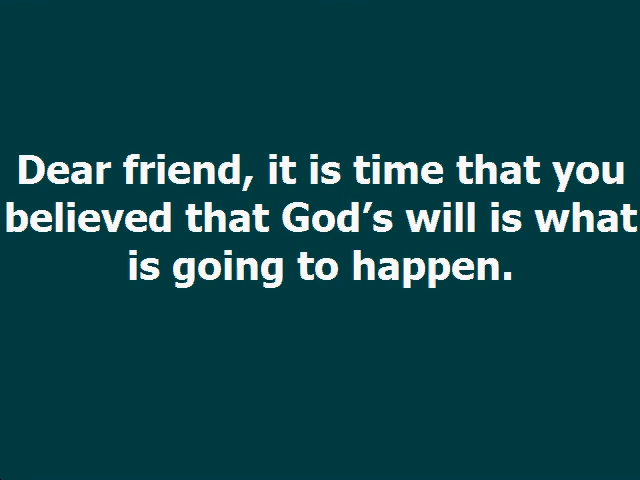 Dear friend, it is time that you
believed that God’s will is what
is going to happen.